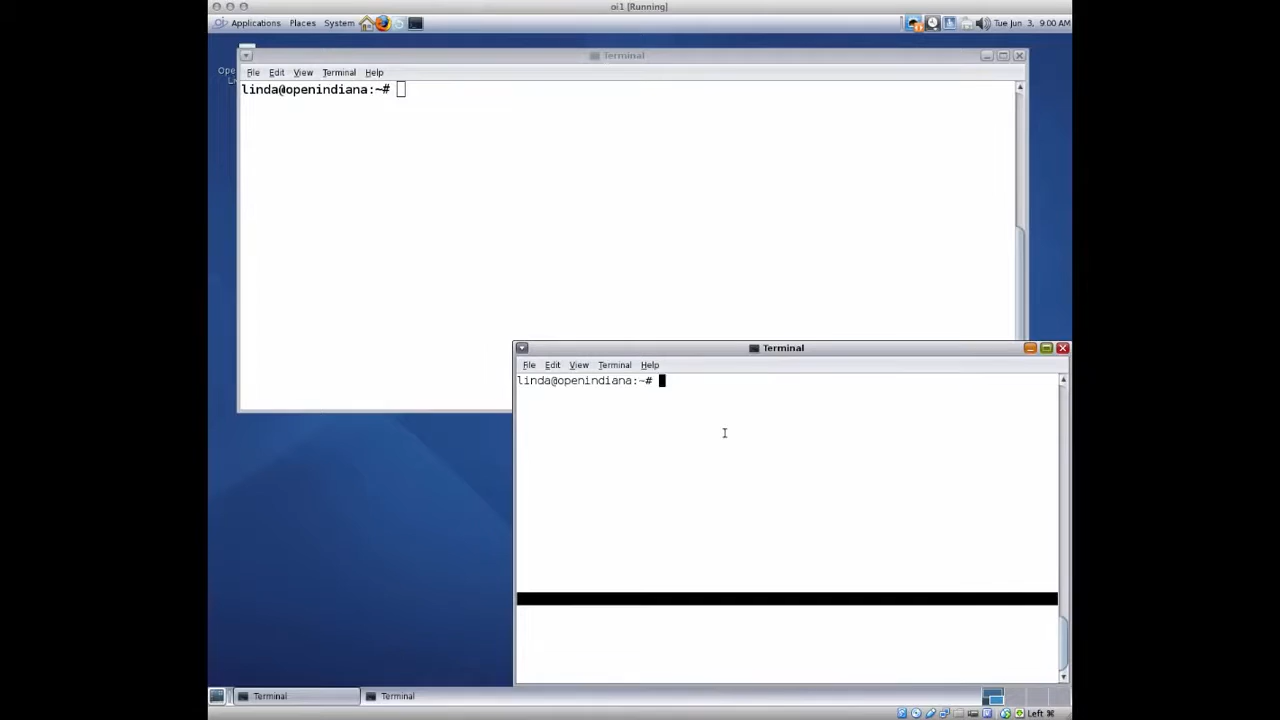 oi1 [Running]
Applications Places System
Tue Jun 3, 9:00 AM
Terminal
File Edit View Terminal Help
linda@openindiana:~#
Terminal
File Edit View Terminal Help
linda@openindiana:~#
Terminal
Terminal
Left ⌘